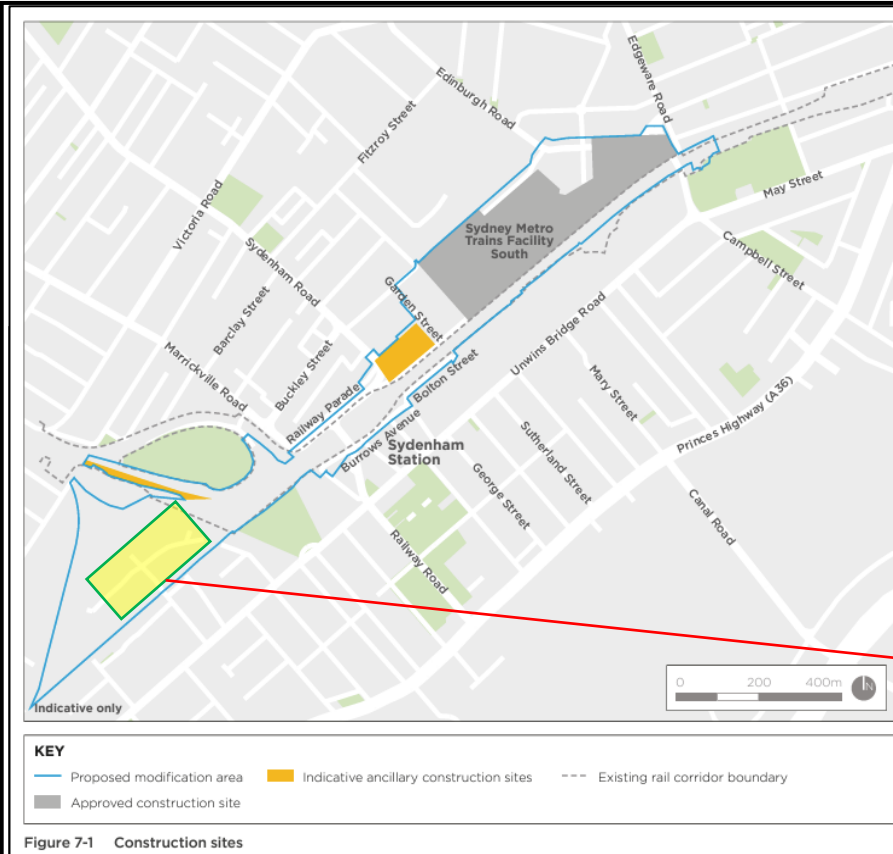 Edgeware Road
Edinburgh Road
Fitzroy Street
May Street
Victoria Road
Sydney Metro
Trains Facility
South
Campbell Street
Sydenham Road
Garden Street
Barclay Street
Unwins Bridge Road
Marrickville Road
Buckley Street
Bolton Street
Mary Street
Railway Parade
Princes Highway (A36)
Burrows Avenue
Sydenham
Station
Sutherland Street
George Street
Canal Road
Railway Road
0 200 400m
N
Indicative only
KEY
Proposed modification area Indicative ancillary construction sites Existing rail corridor boundary
Approved construction site
Figure 7-1 Construction sites